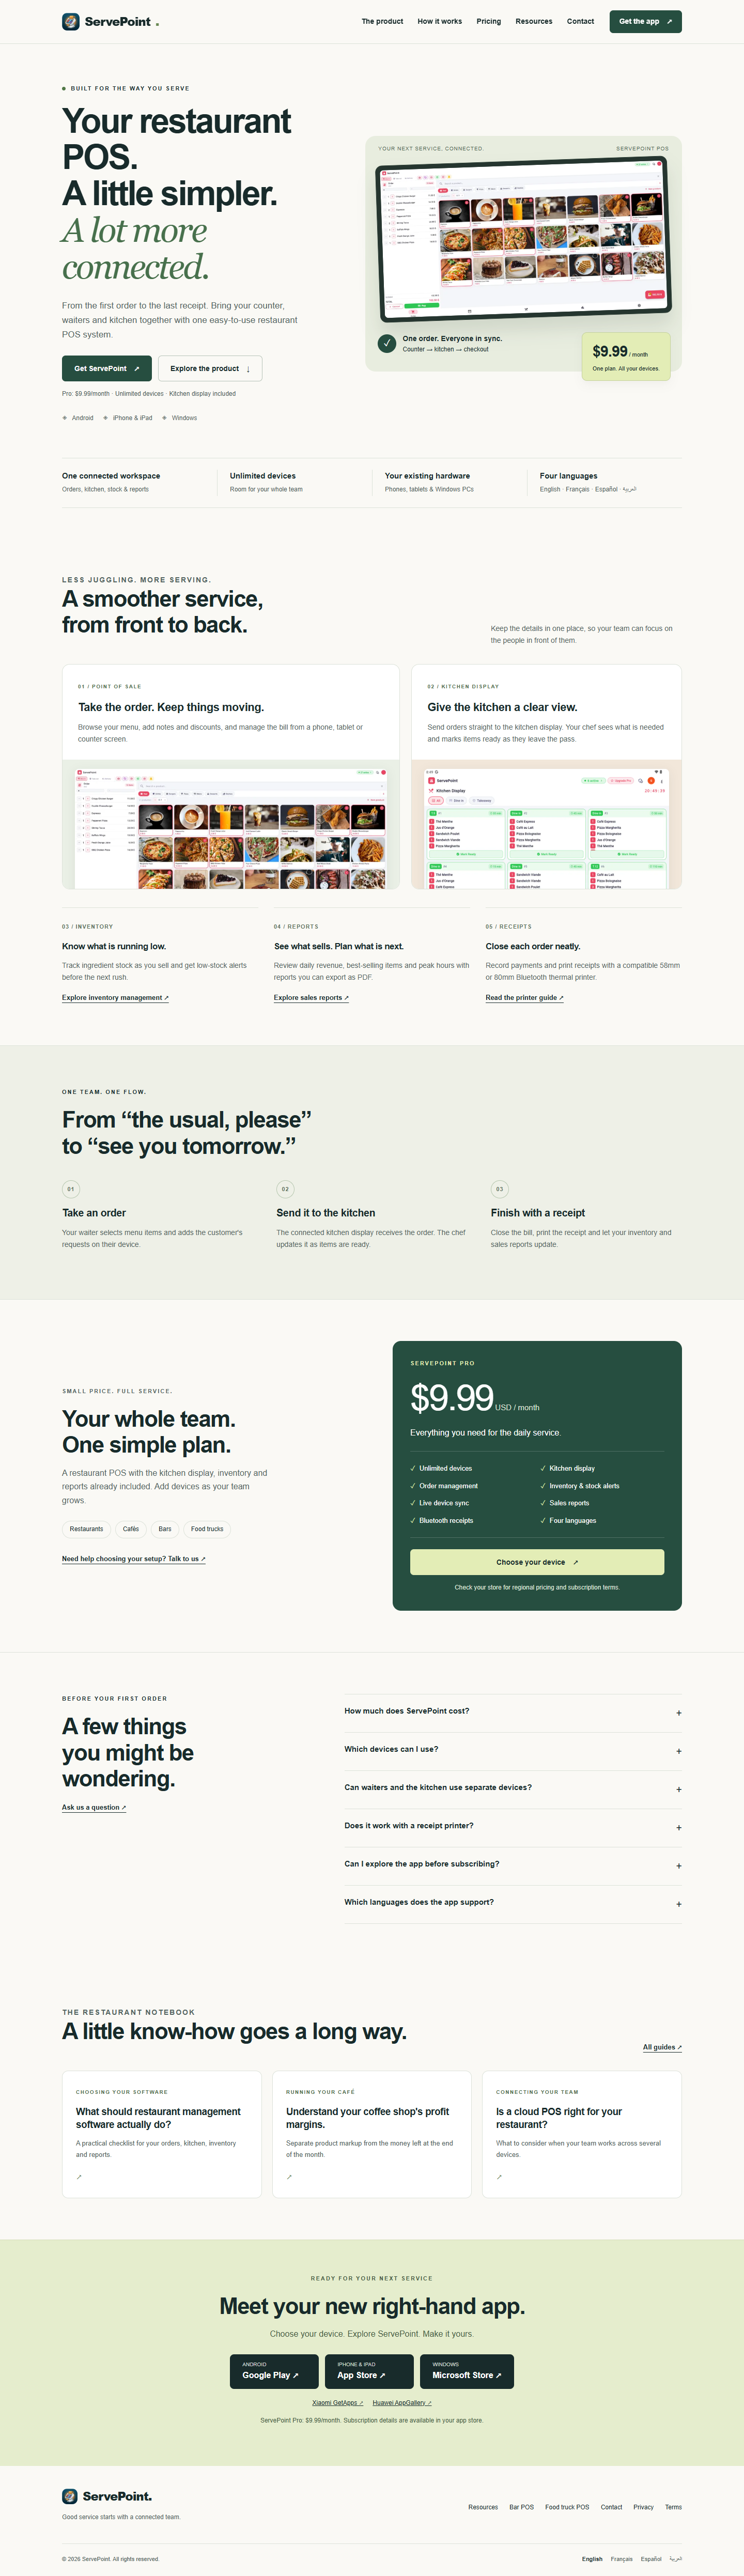 ServePoint .
The product How it works Pricing Resources Contact Get the app ↗
BUILT FOR THE WAY YOU SERVE
Your restaurant
POS.
A little simpler.
A lot more
connected.
From the first order to the last receipt. Bring your counter,
waiters and kitchen together with one easy-to-use restaurant
POS system.
Get ServePoint ↗ Explore the product ↓
Pro: $9.99/month · Unlimited devices · Kitchen display included
Android iPhone & iPad Windows
YOUR NEXT SERVICE, CONNECTED. SERVEPOINT POS
One order. Everyone in sync.
Counter → kitchen → checkout
$9.99 / month
One plan. All your devices.
One connected workspace
Orders, kitchen, stock & reports
Unlimited devices
Room for your whole team
Your existing hardware
Phones, tablets & Windows PCs
Four languages
English · Français · Español · العربية
LESS JUGGLING. MORE SERVING.
A smoother service,
from front to back.
Keep the details in one place, so your team can focus on
the people in front of them.
01 / POINT OF SALE
Take the order. Keep things moving.
Browse your menu, add notes and discounts, and manage the bill from a phone, tablet or
counter screen.
02 / KITCHEN DISPLAY
Give the kitchen a clear view.
Send orders straight to the kitchen display. Your chef sees what is needed
and marks items ready as they leave the pass.
ServePoint
Kitchen Display
03 / INVENTORY
Know what is running low.
Track ingredient stock as you sell and get low-stock alerts
before the next rush.
Explore inventory management ↗
04 / REPORTS
See what sells. Plan what is next.
Review daily revenue, best-selling items and peak hours with
reports you can export as PDF.
Explore sales reports ↗
05 / RECEIPTS
Close each order neatly.
Record payments and print receipts with a compatible 58mm
or 80mm Bluetooth thermal printer.
Read the printer guide ↗
ONE TEAM. ONE FLOW.
From “the usual, please”
to “see you tomorrow.”
01
Take an order
Your waiter selects menu items and adds the customer's
requests on their device.
02
Send it to the kitchen
The connected kitchen display receives the order. The chef
updates it as items are ready.
03
Finish with a receipt
Close the bill, print the receipt and let your inventory and
sales reports update.
SMALL PRICE. FULL SERVICE.
Your whole team.
One simple plan.
A restaurant POS with the kitchen display, inventory and
reports already included. Add devices as your team
grows.
Restaurants Cafés Bars Food trucks
Need help choosing your setup? Talk to us ↗
SERVEPOINT PRO
$9.99 USD / month
Everything you need for the daily service.
✓ Unlimited devices ✓ Kitchen display
✓ Order management ✓ Inventory & stock alerts
✓ Live device sync ✓ Sales reports
✓ Bluetooth receipts ✓ Four languages
Choose your device ↗
Check your store for regional pricing and subscription terms.
BEFORE YOUR FIRST ORDER
A few things
you might be
wondering.
Ask us a question ↗
How much does ServePoint cost? +
Which devices can I use? +
Can waiters and the kitchen use separate devices? +
Does it work with a receipt printer? +
Can I explore the app before subscribing? +
Which languages does the app support? +
THE RESTAURANT NOTEBOOK
A little know-how goes a long way.
All guides ↗
CHOOSING YOUR SOFTWARE
What should restaurant management
software actually do?
A practical checklist for your orders, kitchen, inventory
and reports.
↗
RUNNING YOUR CAFÉ
Understand your coffee shop's profit
margins.
Separate product markup from the money left at the end
of the month.
↗
CONNECTING YOUR TEAM
Is a cloud POS right for your
restaurant?
What to consider when your team works across several
devices.
↗
READY FOR YOUR NEXT SERVICE
Meet your new right-hand app.
Choose your device. Explore ServePoint. Make it yours.
ANDROID
Google Play ↗
IPHONE & IPAD
App Store ↗
WINDOWS
Microsoft Store ↗
Xiaomi GetApps ↗ Huawei AppGallery ↗
ServePoint Pro: $9.99/month. Subscription details are available in your app store.
ServePoint.
Good service starts with a connected team.
Resources Bar POS Food truck POS Contact Privacy Terms
© 2026 ServePoint. All rights reserved.
English Français Español العربية